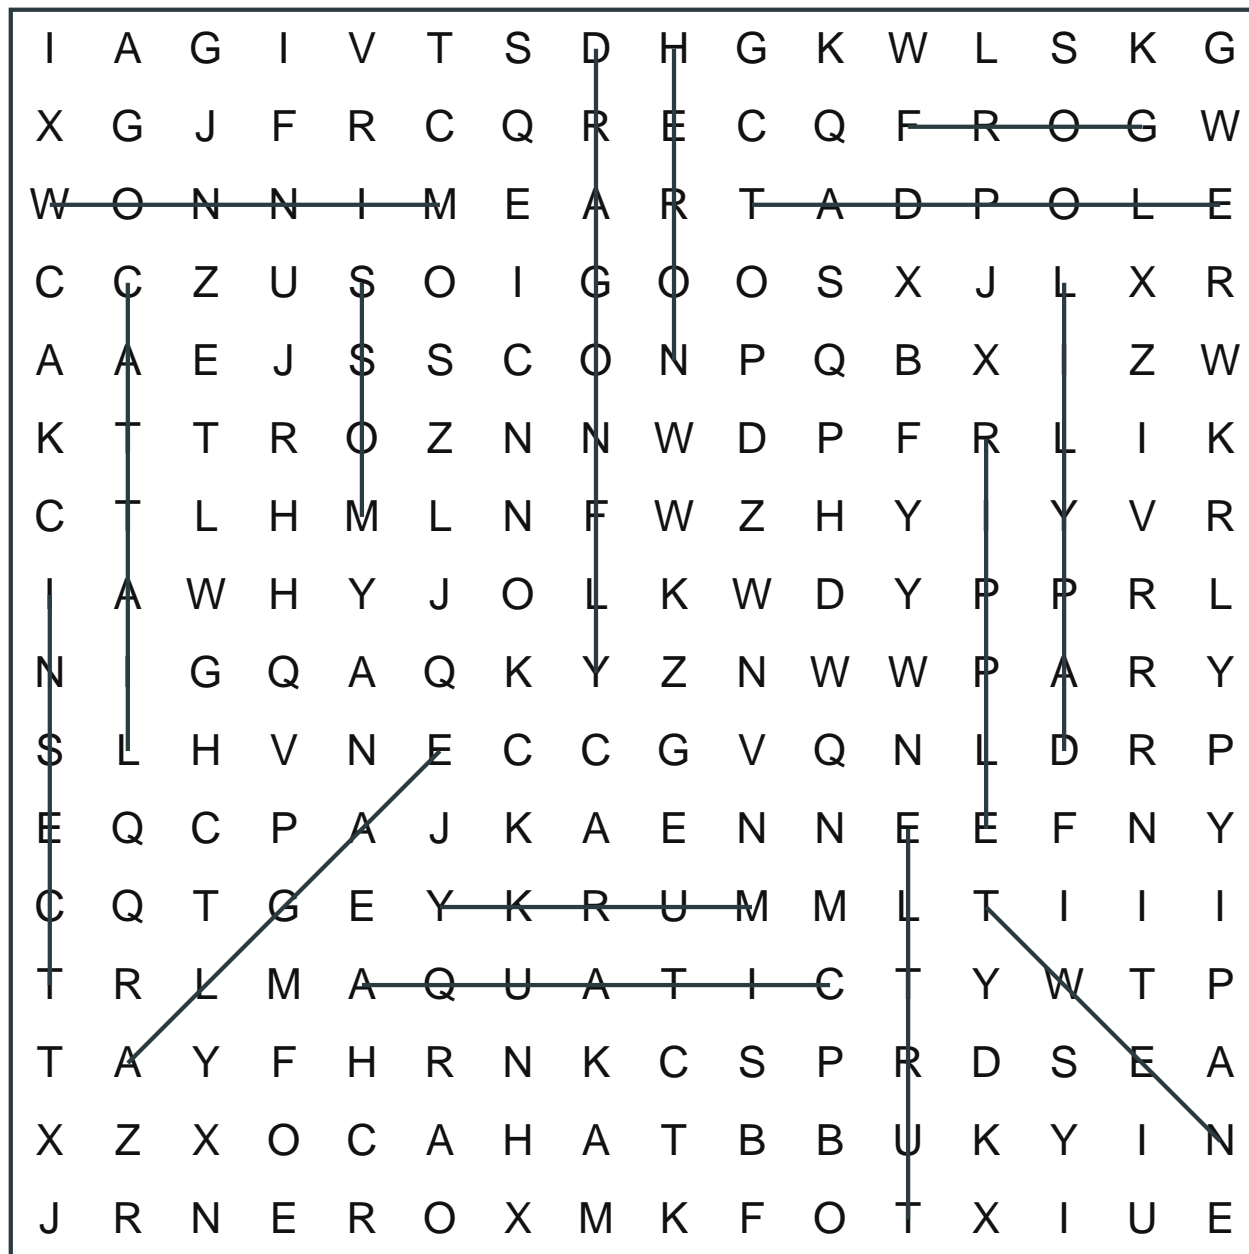 I A G I V T S D H G K W L S K G
X G J F R C Q R E C Q F R O G W
W O N N I M E A R T A D P O L E
C C Z U S O I G O O S X J L X R
A A E J S S C O N P Q B X I Z W
K T T R O Z N N W D P F R L I K
C T L H M L N F W Z H Y I Y V R
I A W H Y J O L K W D Y P P R L
N I G Q A Q K Y Z N W W P A R Y
S L H V N E C C G V Q N L D R P
E Q C P A J K A E N N E E F N Y
C Q T G E Y K R U M M L T I I I
T R L M A Q U A T I C T Y W T P
T A Y F H R N K C S P R D S E A
X Z X O C A H A T B B U K Y I N
J R N E R O X M K F O T X I U E